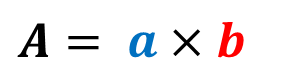 A = a × b